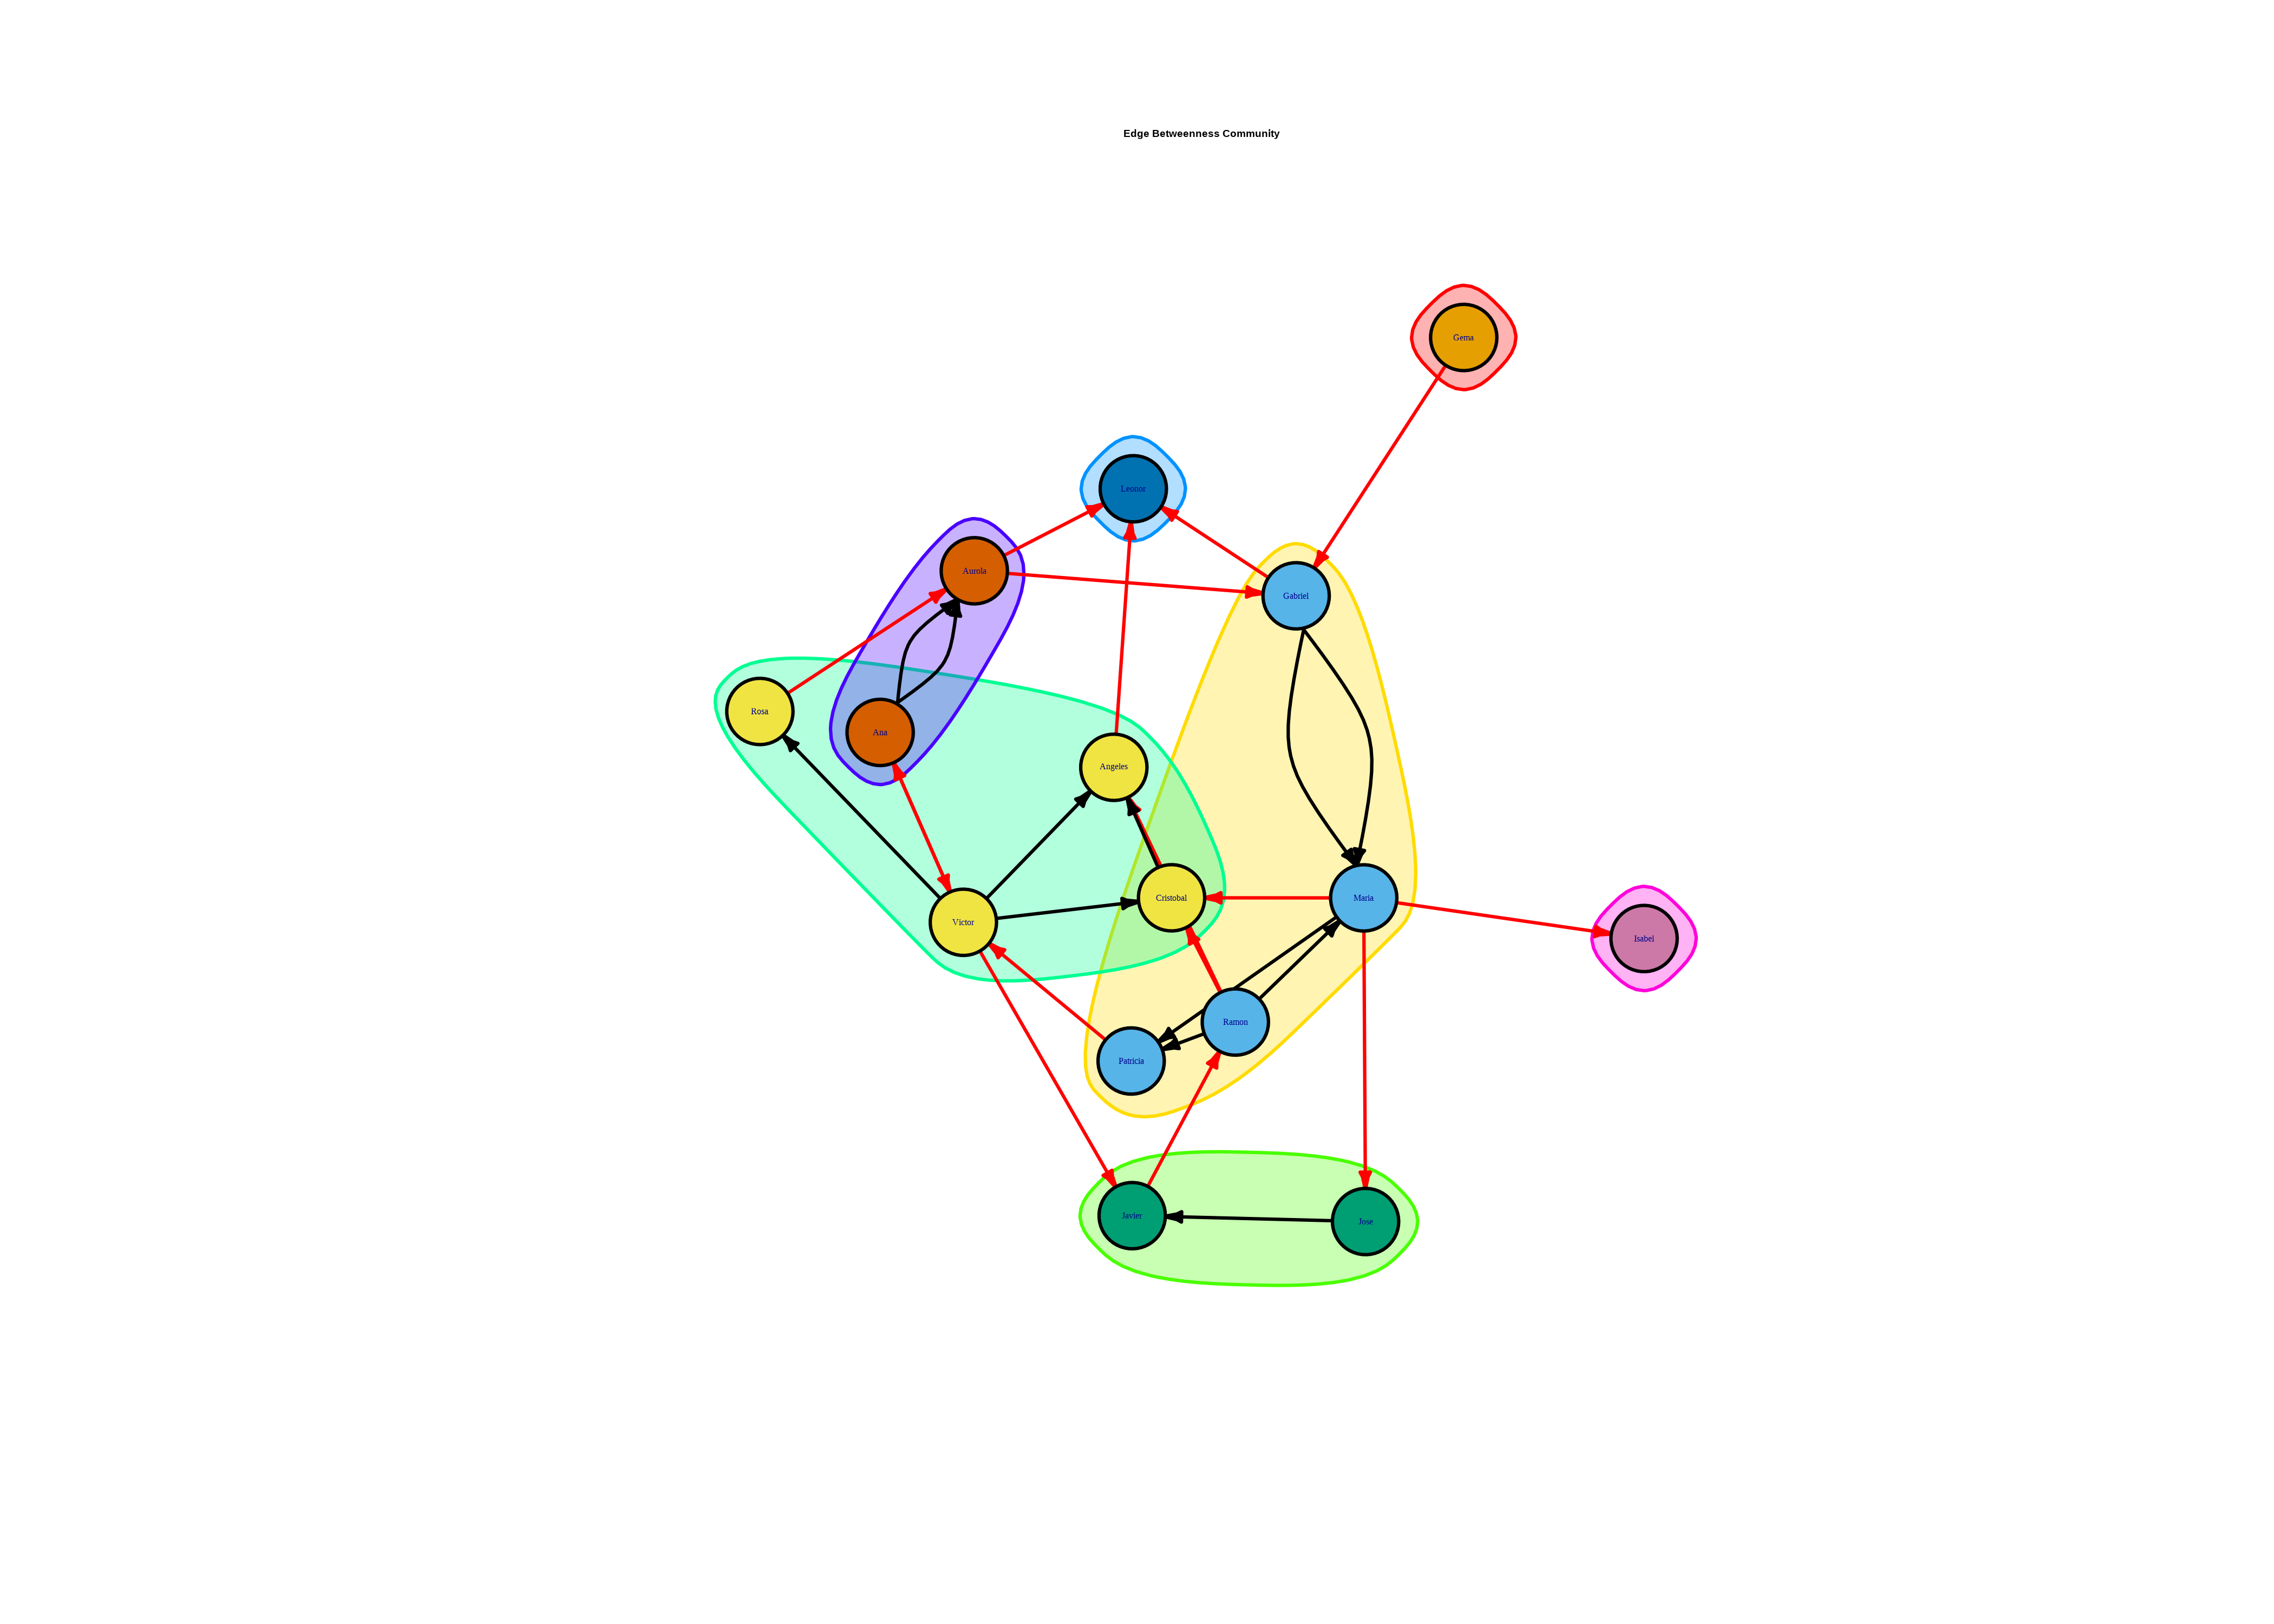 Edge Betweenness Community
Gema
Leonor
Aurola
Gabriel
Rosa
Ana
Angeles
Cristobal
Maria
Victor
Isabel
Ramon
Patricia
Javier
Jose